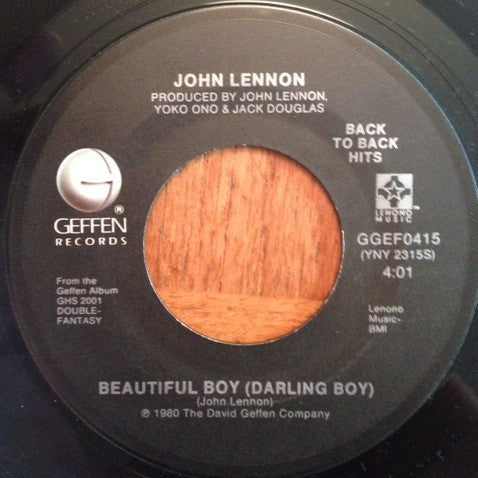 JOHN LENNON
PRODUCED BY JOHN LENNON,
YOKO ONO & JACK DOUGLAS
BACK
TO BACK
HITS
G
®
GEFFEN
RECORDS
LENONO
MUSIC
GGEF0415
(YNY 2315S)
4:01
From the
Geffen Album
GHS 2001
DOUBLE-
FANTASY
Lenono
Music-
BMI
BEAUTIFUL BOY (DARLING BOY)
(John Lennon)
℗ 1980 The David Geffen Company